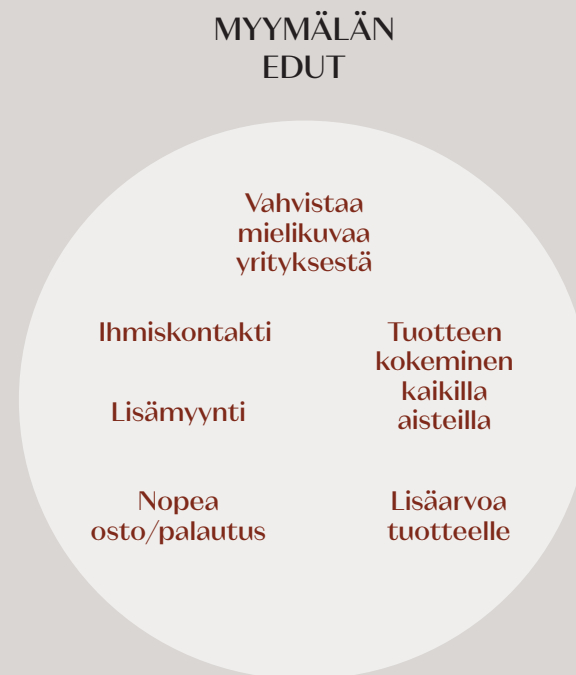 MYYMÄLÄN
EDUT
Vahvistaa
mielikuvaa
yrityksestä
Ihmiskontakti
Tuotteen
kokeminen
kaikilla
aisteilla
Lisämyynti
Nopea
osto/palautus
Lisäarvoa
tuotteelle